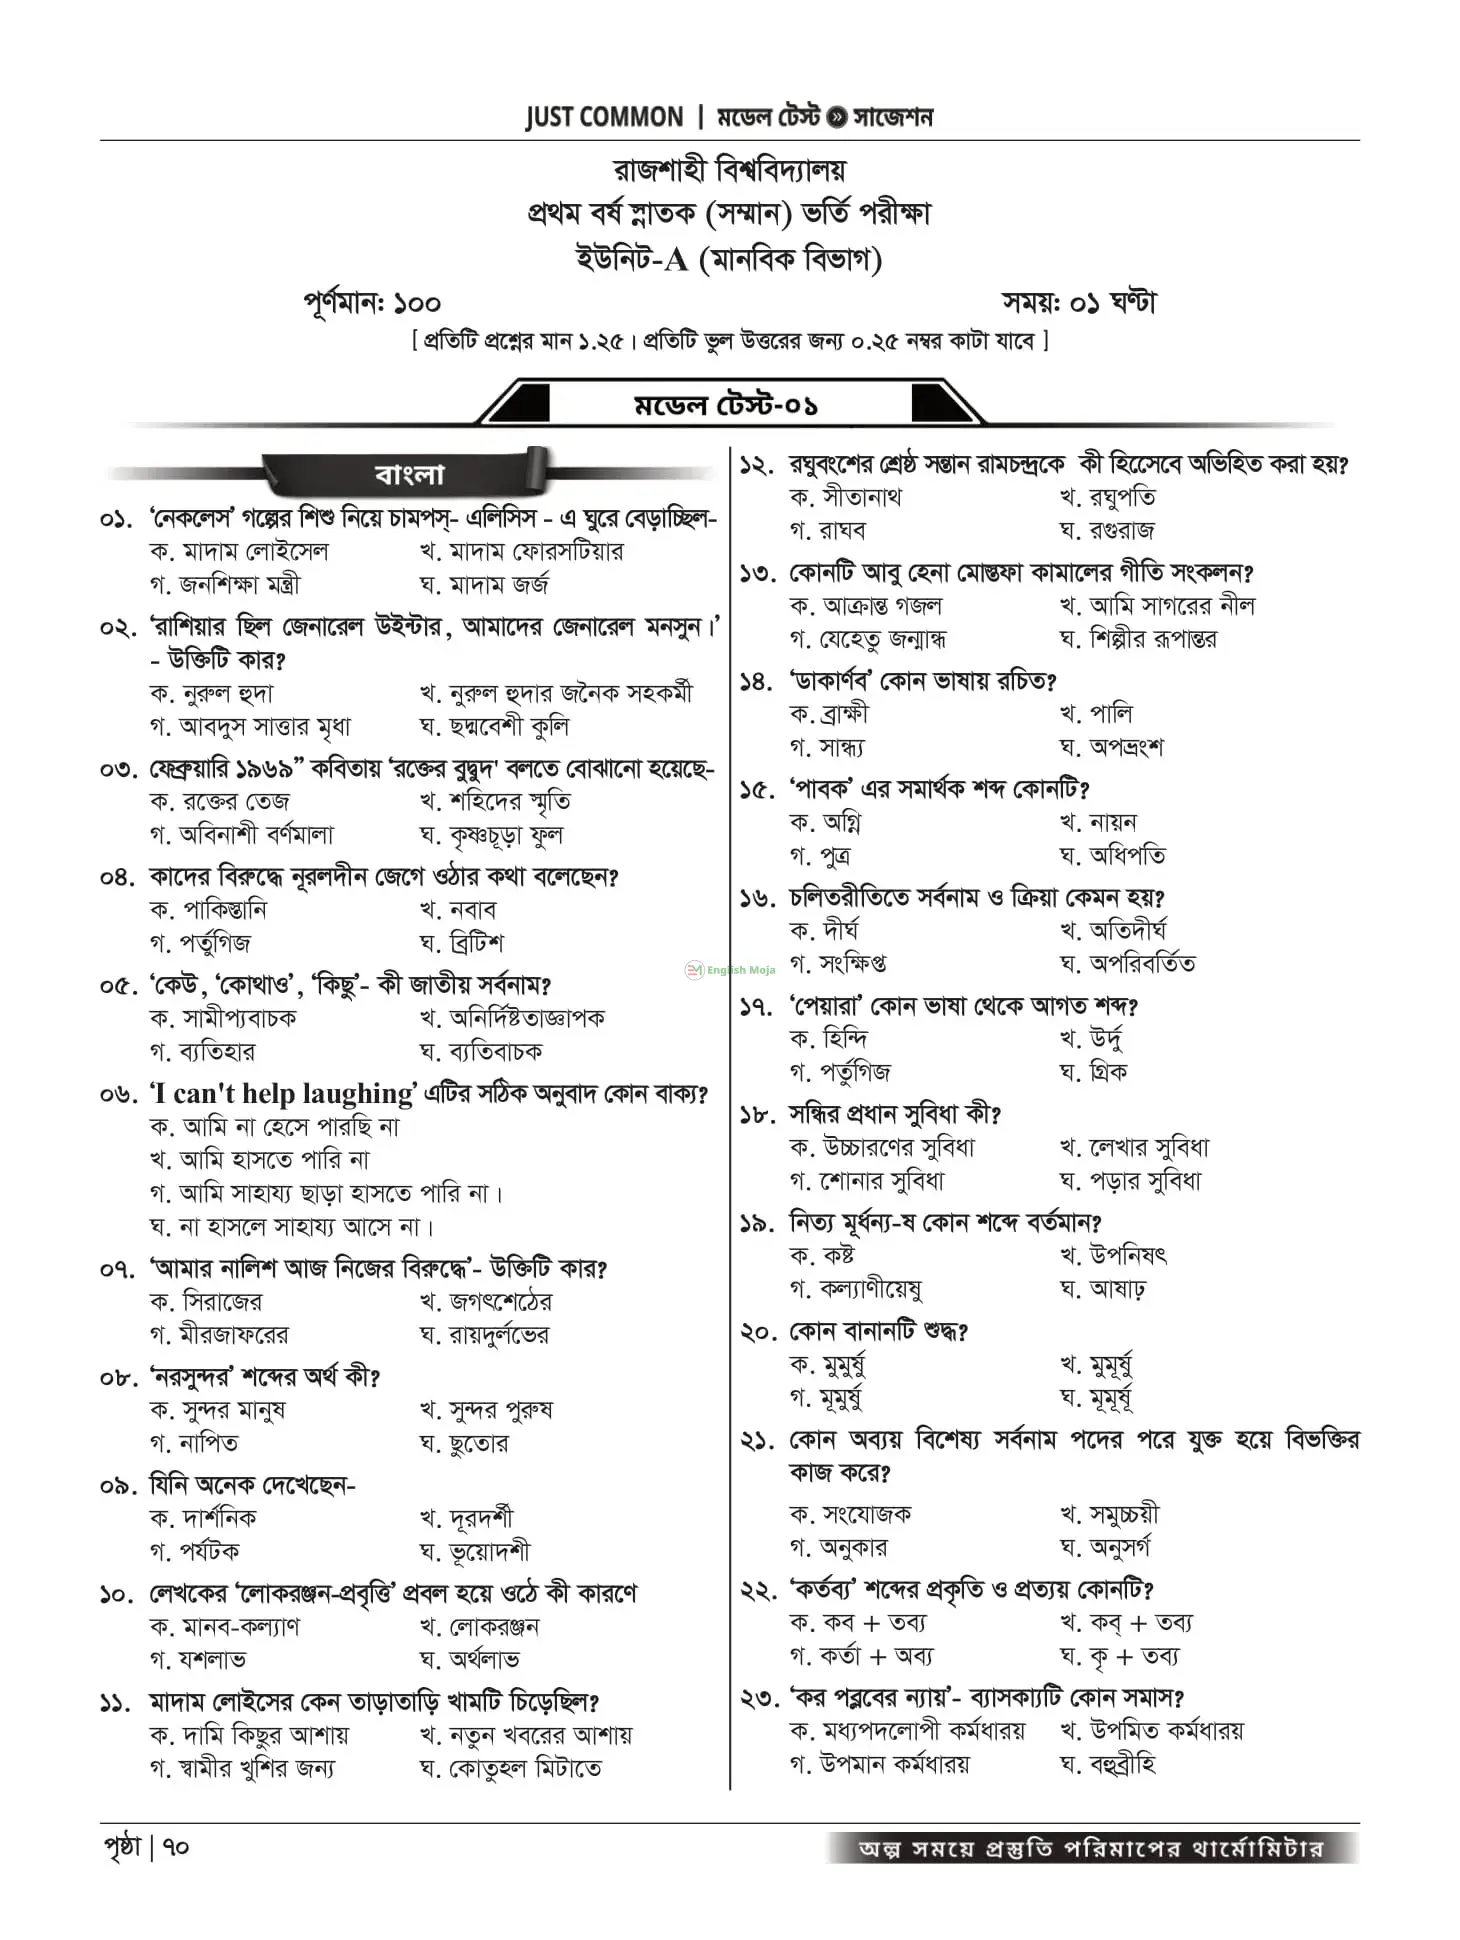 JUST COMMON | মডেল টেস্ট » সাজেশন
রাজশাহী বিশ্ববিদ্যালয়
প্রথম বর্ষ স্নাতক (সম্মান) ভর্তি পরীক্ষা
ইউনিট-A (মানবিক বিভাগ)
পূর্ণমান: ১০০ সময়: ০১ ঘণ্টা
[ প্রতিটি প্রশ্নের মান ১.২৫। প্রতিটি ভুল উত্তরের জন্য ০.২৫ নম্বর কাটা যাবে ]
মডেল টেস্ট-০১
বাংলা
০১. ‘নেকলেস’ গল্পের শিশু নিয়ে চামপস্- এলিসিস - এ ঘুরে বেড়াচ্ছিল-
ক. মাদাম লোইসেল খ. মাদাম ফোরসটিয়ার
গ. জনশিক্ষা মন্ত্রী ঘ. মাদাম জর্জ
০২. ‘রাশিয়ার ছিল জেনারেল উইন্টার, আমাদের জেনারেল মনসুন।’
- উক্তিটি কার?
ক. নুরুল হুদা খ. নুরুল হুদার জনৈক সহকর্মী
গ. আবদুস সাত্তার মৃধা ঘ. ছদ্মবেশী কুলি
০৩. ফেব্রুয়ারি ১৯৬৯” কবিতায় ‘রক্তের বুদ্বুদ' বলতে বোঝানো হয়েছে-
ক. রক্তের তেজ খ. শহিদের স্মৃতি
গ. অবিনাশী বর্ণমালা ঘ. কৃষ্ণচূড়া ফুল
০৪. কাদের বিরুদ্ধে নূরলদীন জেগে ওঠার কথা বলেছেন?
ক. পাকিস্তানি খ. নবাব
গ. পর্তুগিজ ঘ. ব্রিটিশ
০৫. ‘কেউ, ‘কোথাও’, ‘কিছু’- কী জাতীয় সর্বনাম?
ক. সামীপ্যবাচক খ. অনির্দিষ্টতাজ্ঞাপক
গ. ব্যতিহার ঘ. ব্যতিবাচক
০৬. ‘I can't help laughing’ এটির সঠিক অনুবাদ কোন বাক্য?
ক. আমি না হেসে পারছি না
খ. আমি হাসতে পারি না
গ. আমি সাহায্য ছাড়া হাসতে পারি না।
ঘ. না হাসলে সাহায্য আসে না।
০৭. ‘আমার নালিশ আজ নিজের বিরুদ্ধে’- উক্তিটি কার?
ক. সিরাজের খ. জগৎশেঠের
গ. মীরজাফরের ঘ. রায়দুর্লভের
০৮. ‘নরসুন্দর’ শব্দের অর্থ কী?
ক. সুন্দর মানুষ খ. সুন্দর পুরুষ
গ. নাপিত ঘ. ছুতোর
০৯. যিনি অনেক দেখেছেন-
ক. দার্শনিক খ. দূরদর্শী
গ. পর্যটক ঘ. ভূয়োদশী
১০. লেখকের ‘লোকরঞ্জন-প্রবৃত্তি’ প্রবল হয়ে ওঠে কী কারণে
ক. মানব-কল্যাণ খ. লোকরঞ্জন
গ. যশলাভ ঘ. অর্থলাভ
১১. মাদাম লোইসের কেন তাড়াতাড়ি খামটি চিড়েছিল?
ক. দামি কিছুর আশায় খ. নতুন খবরের আশায়
গ. স্বামীর খুশির জন্য ঘ. কোতুহল মিটাতে
১২. রঘুবংশের শ্রেষ্ঠ সন্তান রামচন্দ্রকে কী হিসেেবে অভিহিত করা হয়?
ক. সীতানাথ খ. রঘুপতি
গ. রাঘব ঘ. রগুরাজ
১৩. কোনটি আবু হেনা মোস্তফা কামালের গীতি সংকলন?
ক. আক্রান্ত গজল খ. আমি সাগরের নীল
গ. যেহেতু জন্মান্ধ ঘ. শিল্পীর রূপান্তর
১৪. ‘ডাকার্ণব’ কোন ভাষায় রচিত?
ক. ব্রাক্ষী খ. পালি
গ. সান্ধ্য ঘ. অপভ্রংশ
১৫. ‘পাবক’ এর সমার্থক শব্দ কোনটি?
ক. অগ্নি খ. নায়ন
গ. পুত্র ঘ. অধিপতি
১৬. চলিতরীতিতে সর্বনাম ও ক্রিয়া কেমন হয়?
ক. দীর্ঘ খ. অতিদীর্ঘ
গ. সংক্ষিপ্ত ঘ. অপরিবর্তিত
১৭. ‘পেয়ারা’ কোন ভাষা থেকে আগত শব্দ?
ক. হিন্দি খ. উর্দু
গ. পর্তুগিজ ঘ. গ্রিক
১৮. সন্ধির প্রধান সুবিধা কী?
ক. উচ্চারণের সুবিধা খ. লেখার সুবিধা
গ. শোনার সুবিধা ঘ. পড়ার সুবিধা
১৯. নিত্য মূর্ধন্য-ষ কোন শব্দে বর্তমান?
ক. কষ্ট খ. উপনিষৎ
গ. কল্যাণীয়েষু ঘ. আষাঢ়
২০. কোন বানানটি শুদ্ধ?
ক. মুমুর্ষু খ. মুমূর্ষু
গ. মূমুর্ষু ঘ. মূমূর্ষূ
২১. কোন অব্যয় বিশেষ্য সর্বনাম পদের পরে যুক্ত হয়ে বিভক্তির
কাজ করে?
ক. সংযোজক খ. সমুচ্চয়ী
গ. অনুকার ঘ. অনুসর্গ
২২. ‘কর্তব্য’ শব্দের প্রকৃতি ও প্রত্যয় কোনটি?
ক. কব + তব্য খ. কব্ + তব্য
গ. কর্তা + অব্য ঘ. কৃ + তব্য
২৩. ‘কর পল্লবের ন্যায়’- ব্যাসকা্যটি কোন সমাস?
ক. মধ্যপদলোপী কর্মধারয় খ. উপমিত কর্মধারয়
গ. উপমান কর্মধারয় ঘ. বহুব্রীহি
English Moja
পৃষ্ঠা | ৭০
অল্প সময়ে প্রস্তুতি পরিমাপের থার্মোমিটার